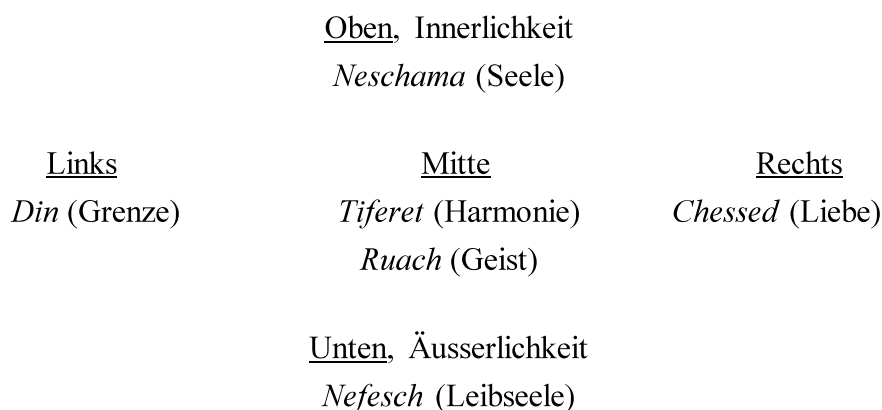 Oben, Innerlichkeit
Neschama (Seele)
Links Mitte Rechts
Din (Grenze) Tiferet (Harmonie) Chessed (Liebe)
Ruach (Geist)
Unten, Äusserlichkeit
Nefesch (Leibseele)